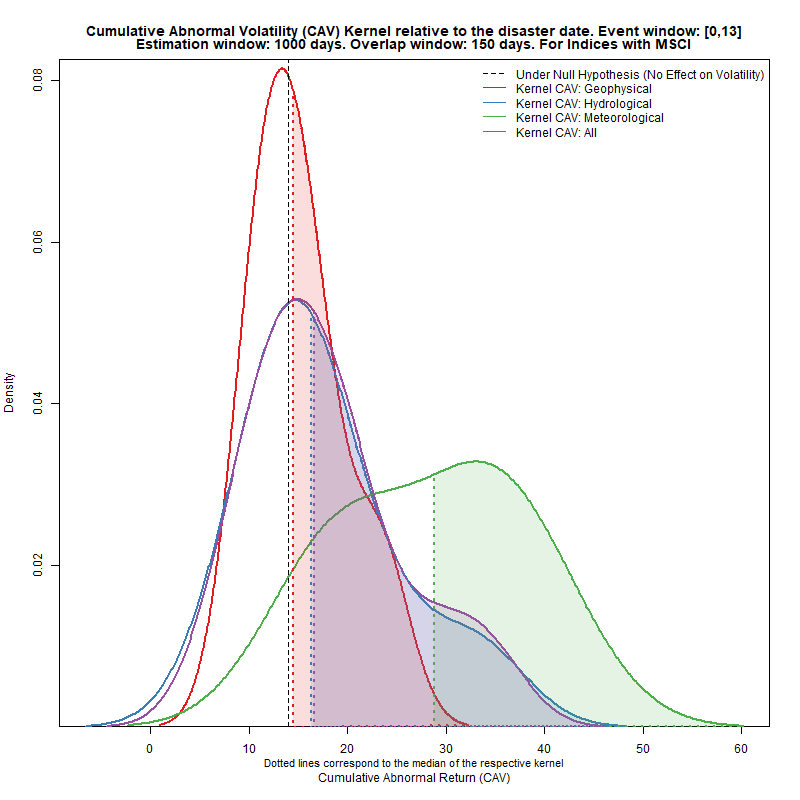 Cumulative Abnormal Volatility (CAV) Kernel relative to the disaster date. Event window: [0,13]
Estimation window: 1000 days. Overlap window: 150 days. For Indices with MSCI
Under Null Hypothesis (No Effect on Volatility)
Kernel CAV: Geophysical
Kernel CAV: Hydrological
Kernel CAV: Meteorological
Kernel CAV: All
0.08
0.06
0.04
0.02
Density
0 10 20 30 40 50 60
Dotted lines correspond to the median of the respective kernel
Cumulative Abnormal Return (CAV)